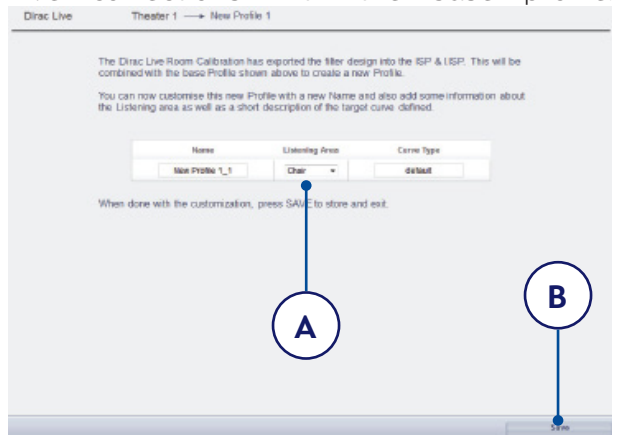 Dirac Live Theater 1 ⟶ New Profile 1
The Dirac Live Room Calibration has exported the filter design into the ISP & LISP. This will be
combined with the base Profile shown above to create a new Profile.
You can now customise this new Profile with a new Name and also add some information about
the Listening area as well as a short description of the target curve defined.
Name Listening Area Curve Type
New Profile 1_1 Chair default
When done with the customization, press SAVE to store and exit.
A
B
Save